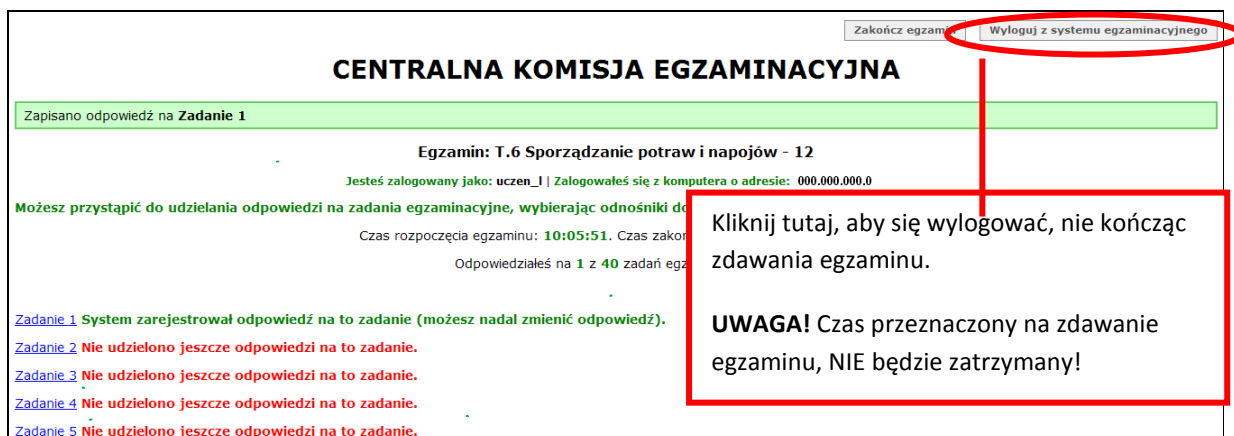 Zakończ egzamin Wyloguj z systemu egzaminacyjnego
CENTRALNA KOMISJA EGZAMINACYJNA
Zapisano odpowiedź na Zadanie 1
Egzamin: T.6 Sporządzanie potraw i napojów - 12
Jesteś zalogowany jako: uczen_l | Zalogowałeś się z komputera o adresie: 000.000.000.0
Możesz przystąpić do udzielania odpowiedzi na zadania egzaminacyjne, wybierając odnośniki do
Czas rozpoczęcia egzaminu: 10:05:51. Czas
Odpowiedziałeś na 1 z 40 zadań
Kliknij tutaj, aby się wylogować, nie kończąc
zdawania egzaminu.
UWAGA! Czas przeznaczony na zdawanie
egzaminu, NIE będzie zatrzymany!
Zadanie 1 System zarejestrował odpowiedź na to zadanie (możesz nadal zmienić odpowiedź).
Zadanie 2 Nie udzielono jeszcze odpowiedzi na to zadanie.
Zadanie 3 Nie udzielono jeszcze odpowiedzi na to zadanie.
Zadanie 4 Nie udzielono jeszcze odpowiedzi na to zadanie.
Zadanie 5 Nie udzielono jeszcze odpowiedzi na to zadanie.